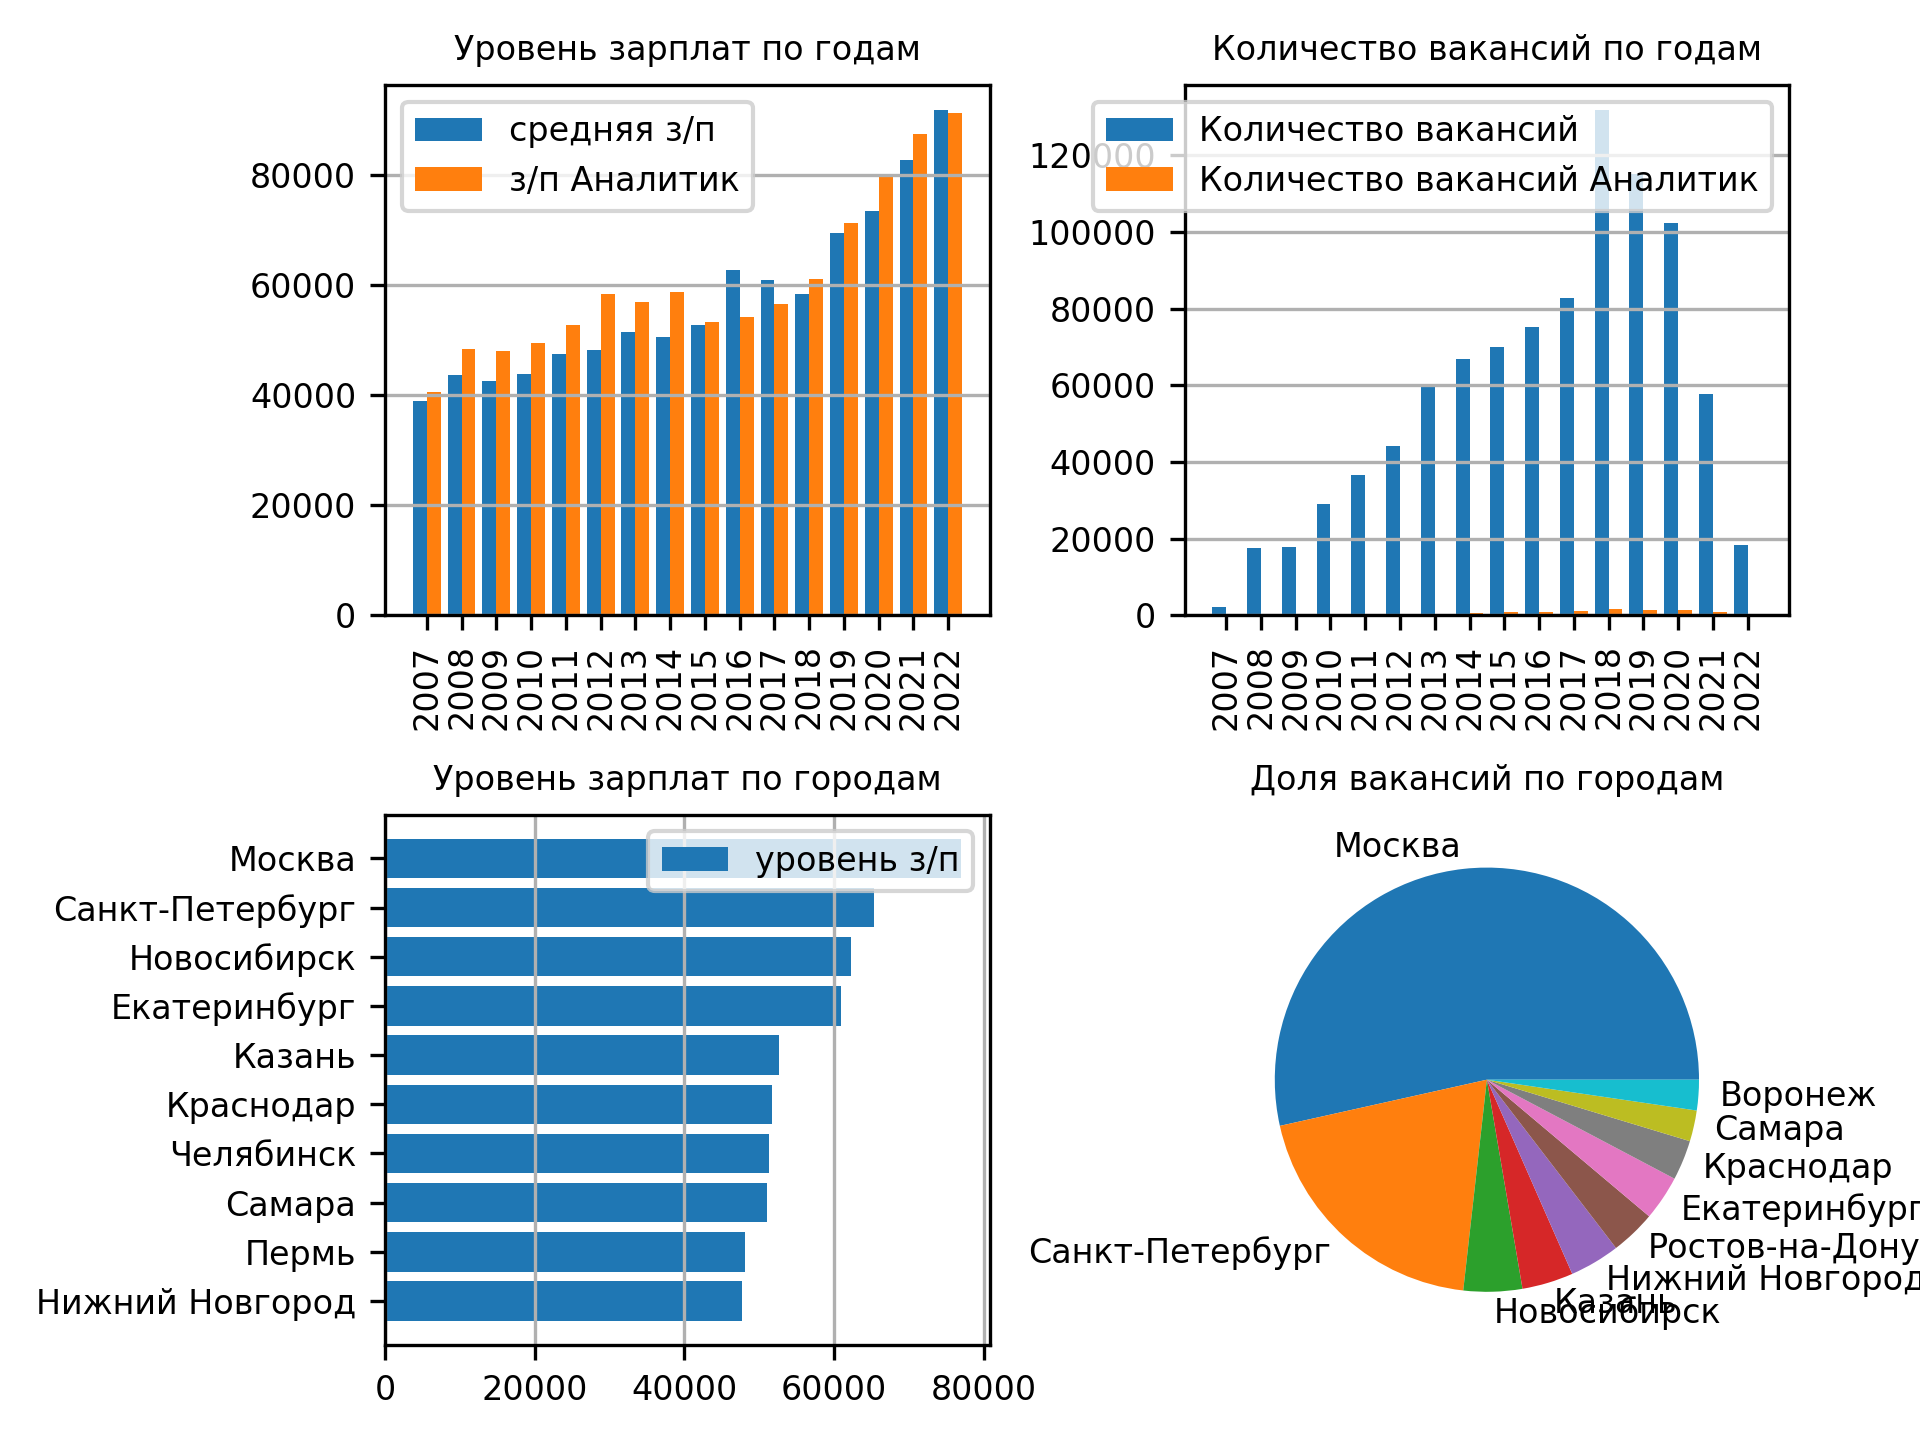 Уровень зарплат по годам
средняя з/п
з/п Аналитик
80000
60000
40000
20000
0
2007
2008
2009
2010
2011
2012
2013
2014
2015
2016
2017
2018
2019
2020
2021
2022
Количество вакансий по годам
Количество вакансий
Количество вакансий Аналитик
120000
100000
80000
60000
40000
20000
0
2007
2008
2009
2010
2011
2012
2013
2014
2015
2016
2017
2018
2019
2020
2021
2022
Уровень зарплат по городам
уровень з/п
Москва
Санкт-Петербург
Новосибирск
Екатеринбург
Казань
Краснодар
Челябинск
Самара
Пермь
Нижний Новгород
0 20000 40000 60000 80000
Доля вакансий по городам
Москва
Воронеж
Самара
Краснодар
Екатеринбург
Ростов-на-Дону
Санкт-Петербург
Нижний Новгород
Казань
Новосибирск